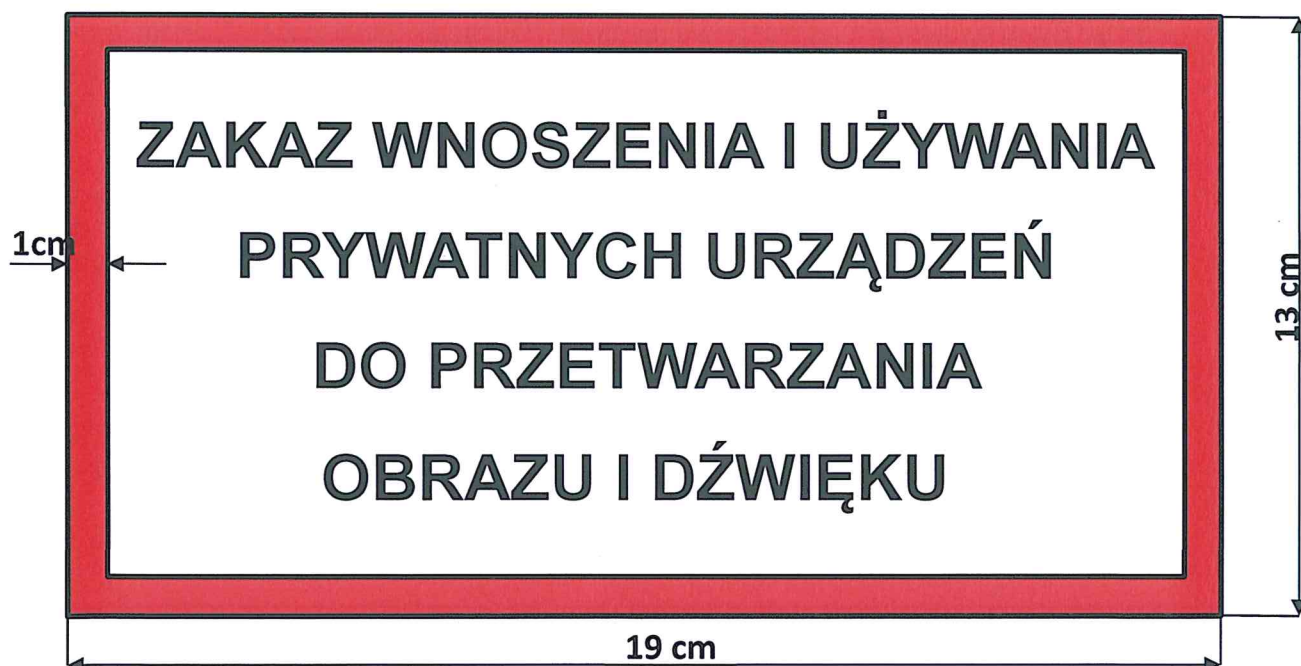 ZAKAZ WNOSZENIA I UŻYWANIA
PRYWATNYCH URZĄDZEŃ
1cm
13 cm
DO PRZETWARZANIA
OBRAZU I DŹWIĘKU
19 cm